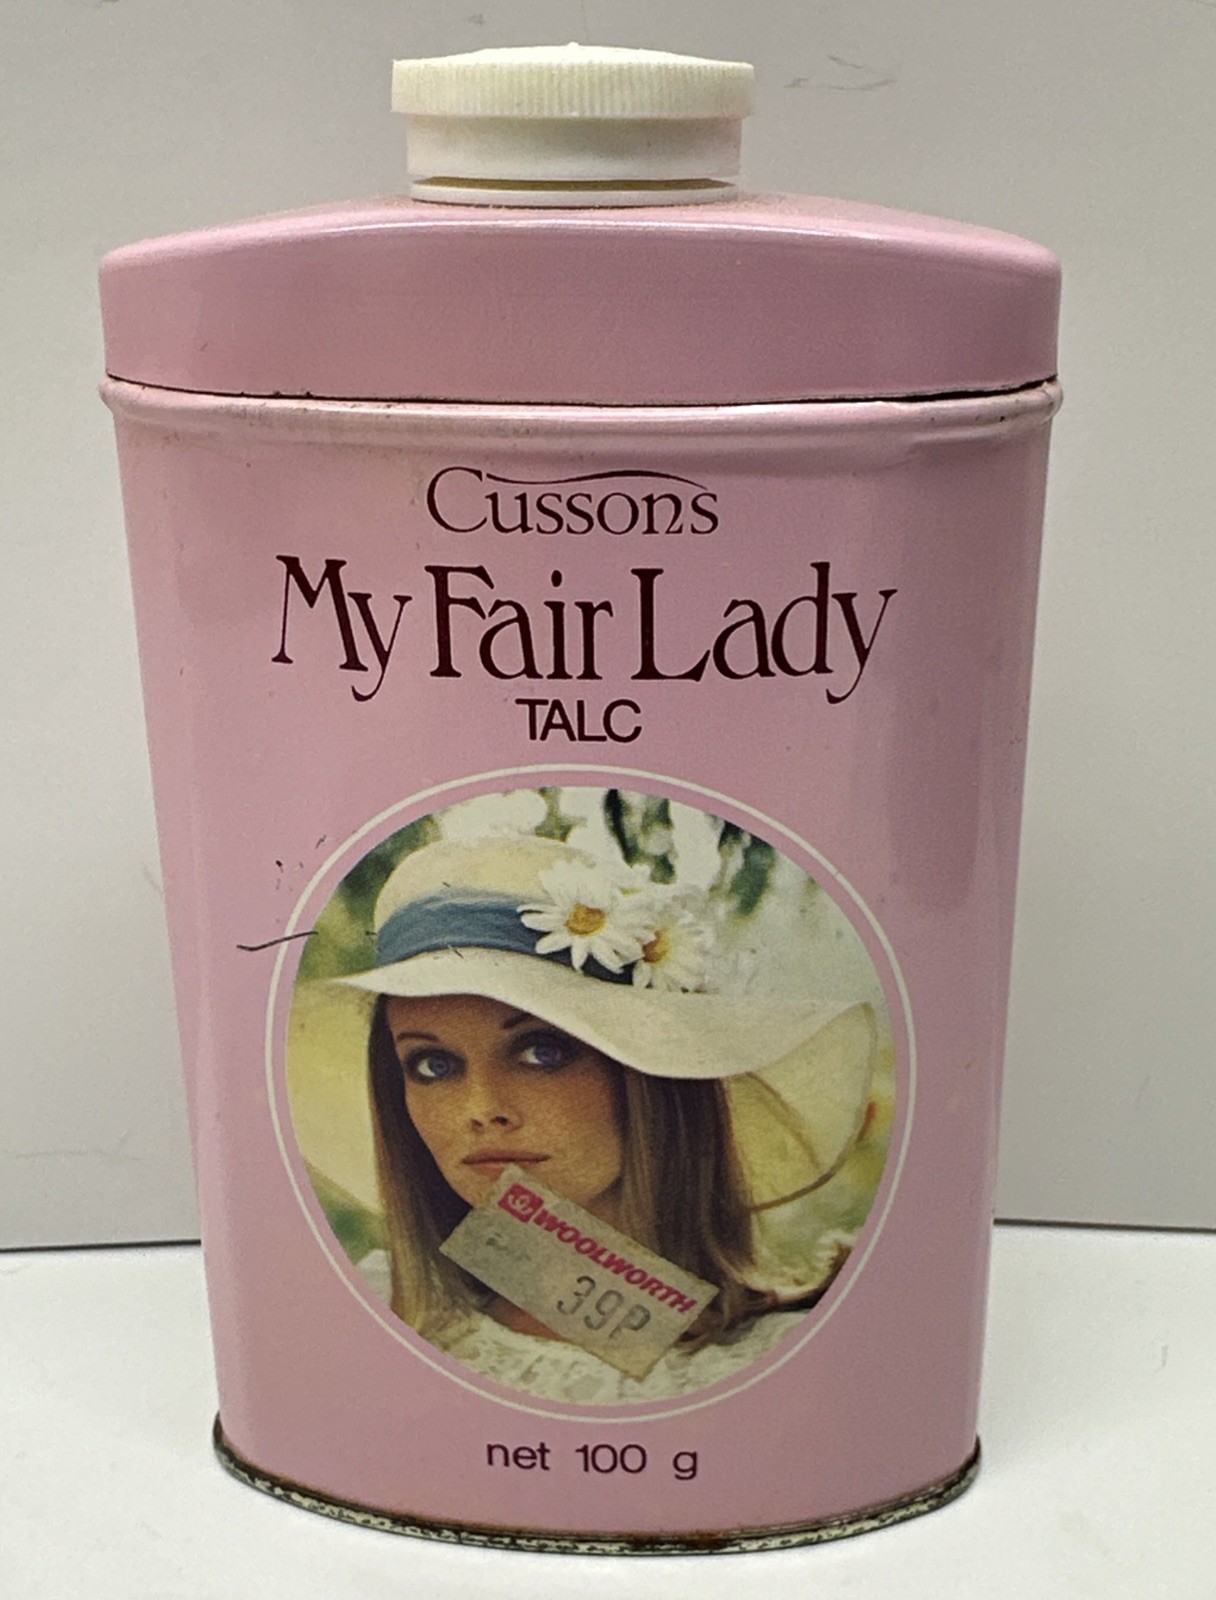 Cussons
My Fair Lady
TALC
WOOLWORTH
39P
net 100 g